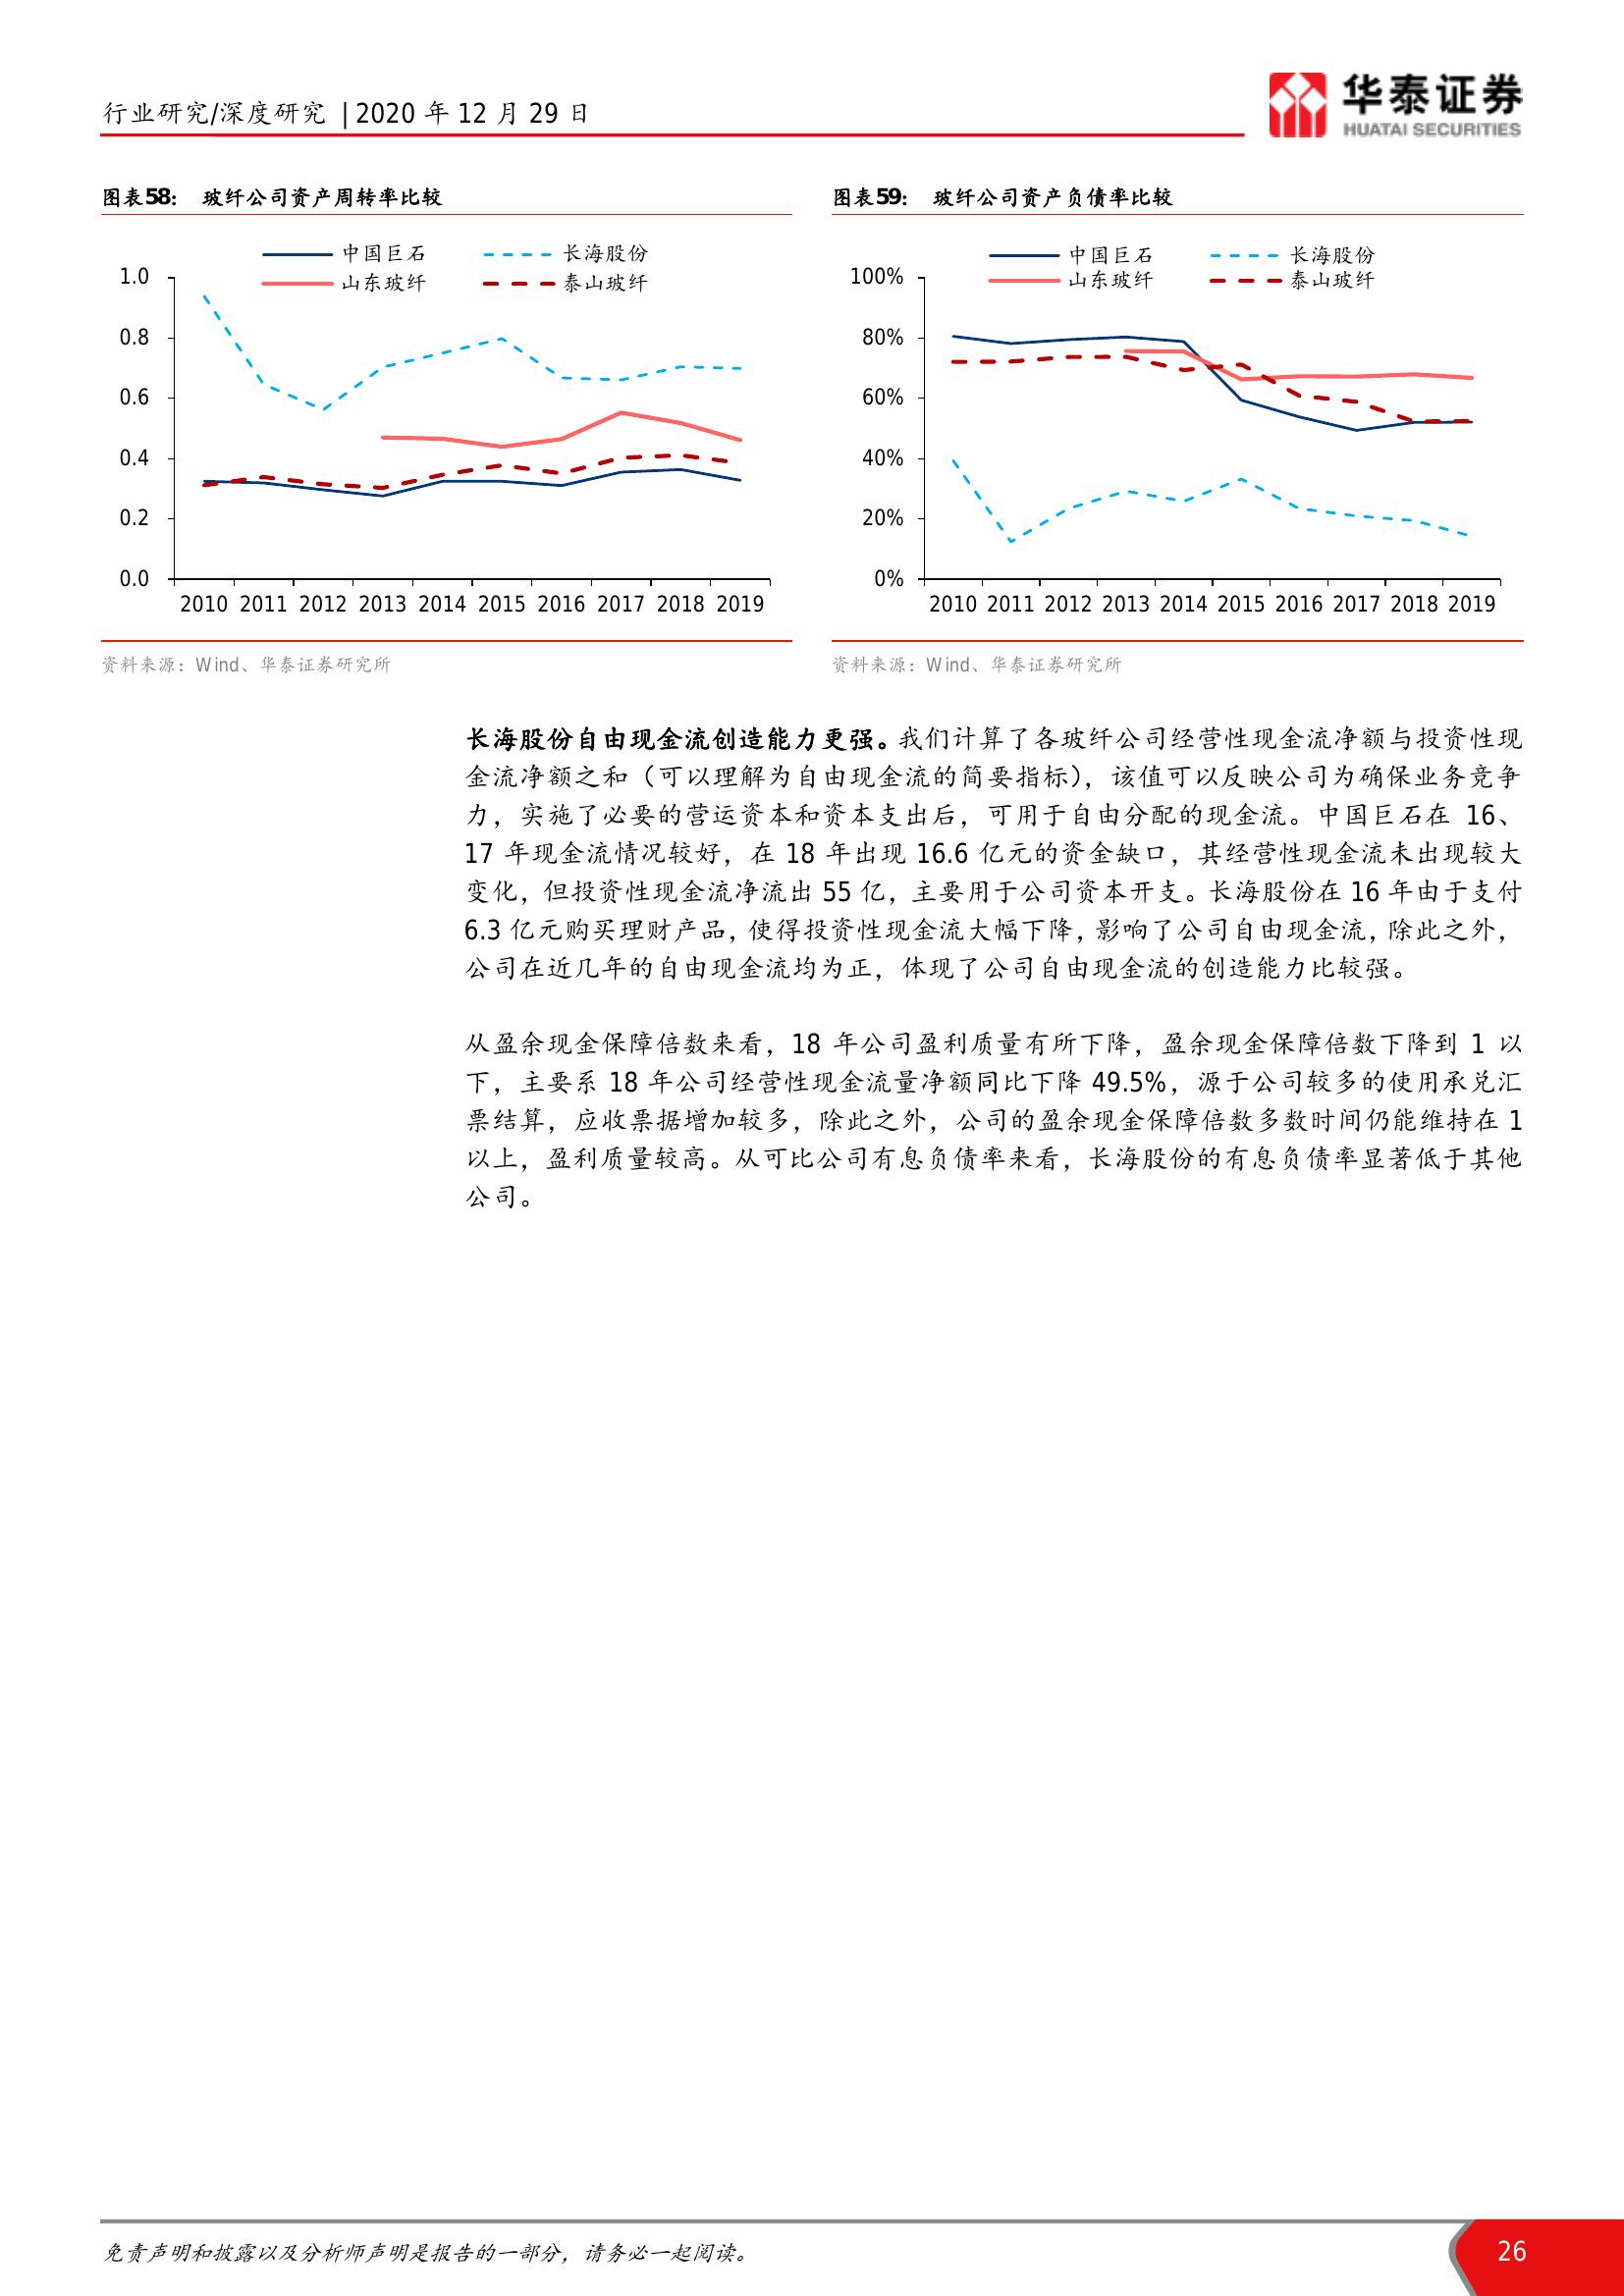 行业研究/深度研究 | 2020 年 12 月 29 日
华泰证券
HUATAI SECURITIES
图表58： 玻纤公司资产周转率比较
中国巨石 长海股份
山东玻纤 泰山玻纤
1.0
0.8
0.6
0.4
0.2
0.0
2010 2011 2012 2013 2014 2015 2016 2017 2018 2019
资料来源：Wind、华泰证券研究所
图表59： 玻纤公司资产负债率比较
中国巨石 长海股份
山东玻纤 泰山玻纤
100%
80%
60%
40%
20%
0%
2010 2011 2012 2013 2014 2015 2016 2017 2018 2019
资料来源：Wind、华泰证券研究所
长海股份自由现金流创造能力更强。我们计算了各玻纤公司经营性现金流净额与投资性现
金流净额之和（可以理解为自由现金流的简要指标），该值可以反映公司为确保业务竞争
力，实施了必要的营运资本和资本支出后，可用于自由分配的现金流。中国巨石在 16、
17 年现金流情况较好，在 18 年出现 16.6 亿元的资金缺口，其经营性现金流未出现较大
变化，但投资性现金流净流出 55 亿，主要用于公司资本开支。长海股份在 16 年由于支付
6.3 亿元购买理财产品，使得投资性现金流大幅下降，影响了公司自由现金流，除此之外，
公司在近几年的自由现金流均为正，体现了公司自由现金流的创造能力比较强。
从盈余现金保障倍数来看，18 年公司盈利质量有所下降，盈余现金保障倍数下降到 1 以
下，主要系 18 年公司经营性现金流量净额同比下降 49.5%，源于公司较多的使用承兑汇
票结算，应收票据增加较多，除此之外，公司的盈余现金保障倍数多数时间仍能维持在 1
以上，盈利质量较高。从可比公司有息负债率来看，长海股份的有息负债率显著低于其他
公司。
免责声明和披露以及分析师声明是报告的一部分，请务必一起阅读。
26